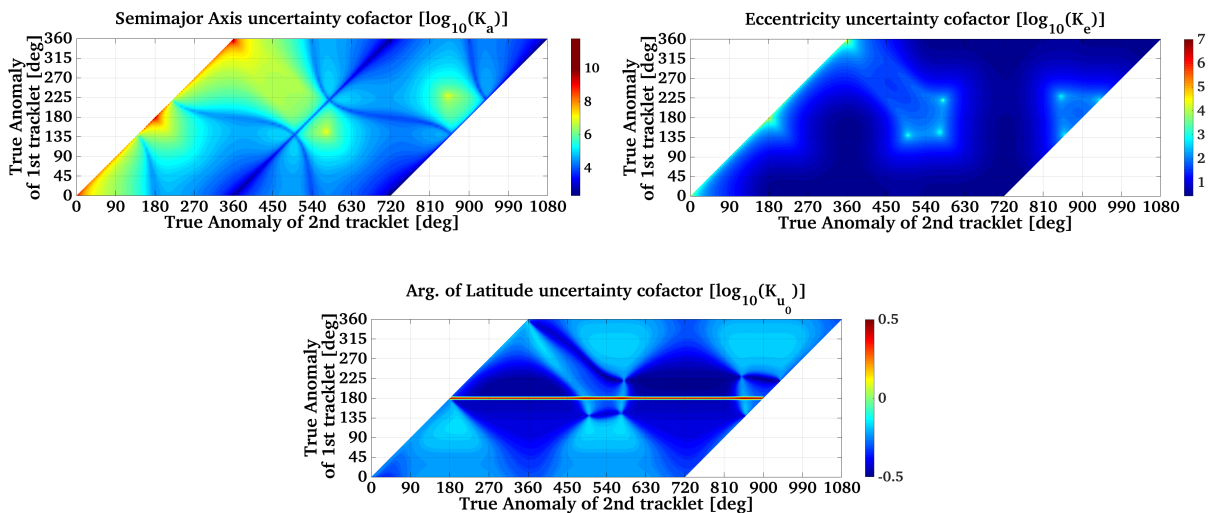 Semimajor Axis uncertainty cofactor [log10(Ka)]
True Anomaly
of 1st tracklet [deg]
360
315
270
225
180
135
90
45
0
0 90 180 270 360 450 540 630 720 810 900 990 1080
True Anomaly of 2nd tracklet [deg]
10
8
6
4
Eccentricity uncertainty cofactor [log10(Ke)]
True Anomaly
of 1st tracklet [deg]
360
315
270
225
180
135
90
45
0
0 90 180 270 360 450 540 630 720 810 900 990 1080
True Anomaly of 2nd tracklet [deg]
7
6
5
4
3
2
1
Arg. of Latitude uncertainty cofactor [log10(Ku0)]
True Anomaly
of 1st tracklet [deg]
360
315
270
225
180
135
90
45
0
0 90 180 270 360 450 540 630 720 810 900 990 1080
True Anomaly of 2nd tracklet [deg]
0.5
0
-0.5